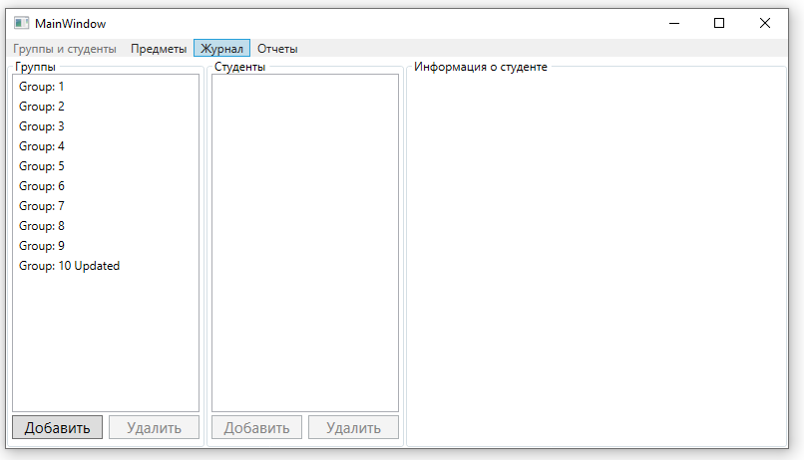 MainWindow
Группы и студенты Предметы Журнал Отчеты
Группы Студенты Информация о студенте
Group: 1
Group: 2
Group: 3
Group: 4
Group: 5
Group: 6
Group: 7
Group: 8
Group: 9
Group: 10 Updated
Добавить Удалить Добавить Удалить